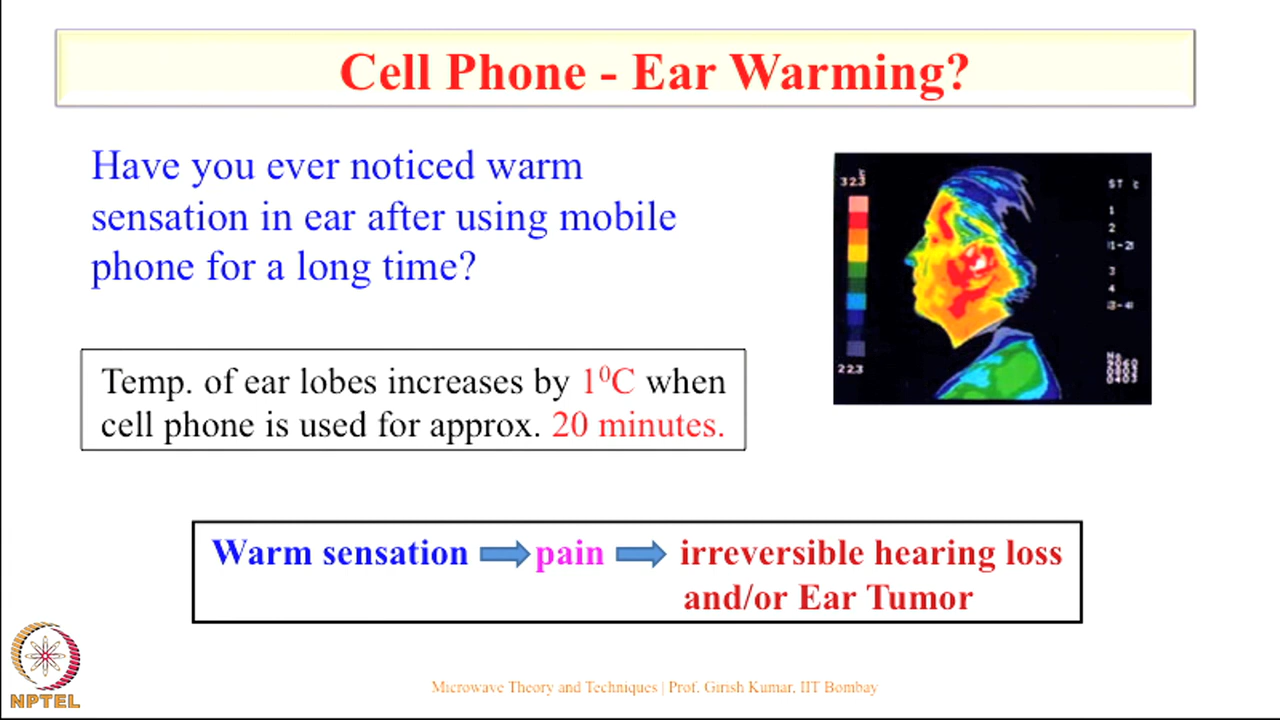 Cell Phone - Ear Warming?
Have you ever noticed warm
sensation in ear after using mobile
phone for a long time?
Temp. of ear lobes increases by 1⁰C when
cell phone is used for approx. 20 minutes.
323
ST c
1
2
3
4
223
Warm sensation pain irreversible hearing loss
and/or Ear Tumor
NPTEL
Microwave Theory and Techniques | Prof. Girish Kumar, IIT Bombay